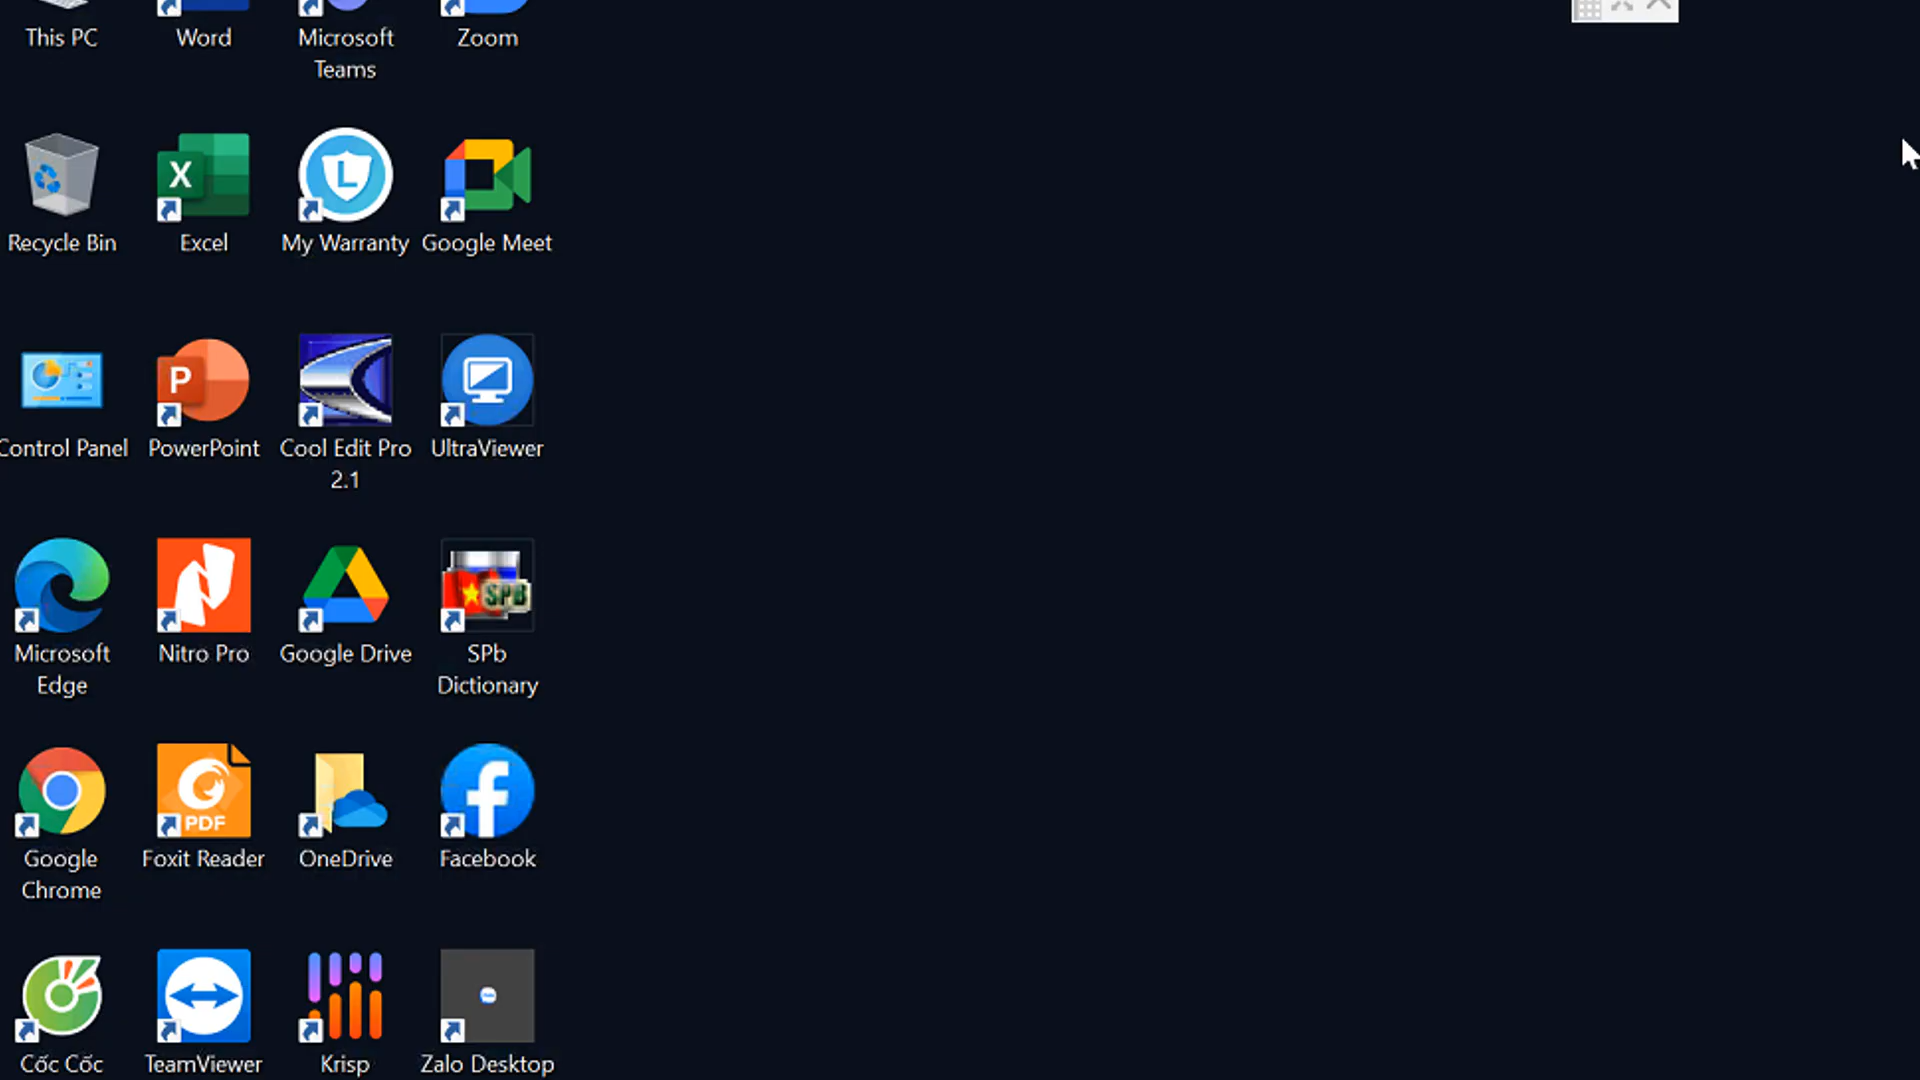 This PC
Word
Microsoft
Teams
Zoom
Recycle Bin
X
Excel
L
My Warranty
Google Meet
Control Panel
P
PowerPoint
Cool Edit Pro
2.1
UltraViewer
Microsoft
Edge
Nitro Pro
Google Drive
SPB
SPb
Dictionary
Google
Chrome
PDF
Foxit Reader
OneDrive
f
Facebook
Cốc Cốc
TeamViewer
Krisp
Zalo Desktop